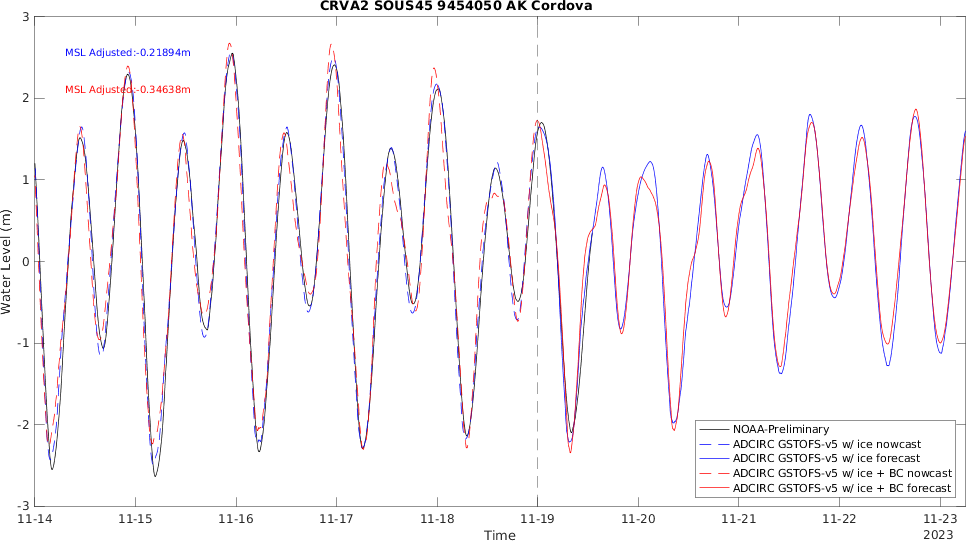 CRVA2 SOUS45 9454050 AK Cordova
MSL Adjusted:-0.21894m
MSL Adjusted:-0.34638m
Water Level (m)
3
2
1
0
-1
-2
-3
NOAA-Preliminary
ADCIRC GSTOFS-v5 w/ ice nowcast
ADCIRC GSTOFS-v5 w/ ice forecast
ADCIRC GSTOFS-v5 w/ ice + BC nowcast
ADCIRC GSTOFS-v5 w/ ice + BC forecast
11-14 11-15 11-16 11-17 11-18 11-19 11-20 11-21 11-22 11-23
2023
Time